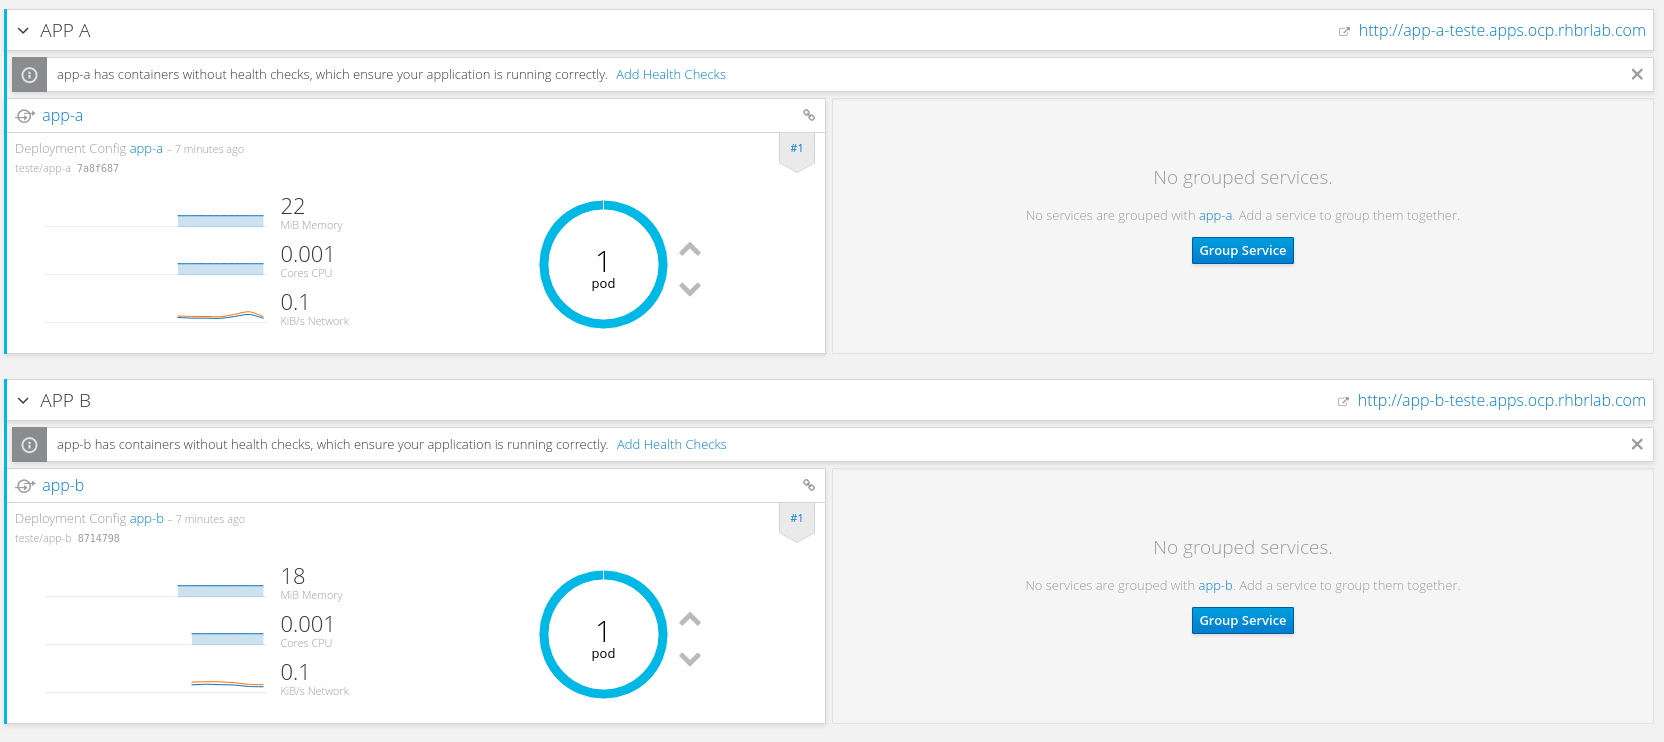 APP A
http://app-a-teste.apps.ocp.rhbrlab.com
app-a has containers without health checks, which ensure your application is running correctly. Add Health Checks
app-a
Deployment Config app-a – 7 minutes ago
#1
teste/app-a 7a8f687
22
MiB Memory
0.001
Cores CPU
0.1
KiB/s Network
1
pod
No grouped services.
No services are grouped with app-a. Add a service to group them together.
Group Service
APP B
http://app-b-teste.apps.ocp.rhbrlab.com
app-b has containers without health checks, which ensure your application is running correctly. Add Health Checks
app-b
Deployment Config app-b – 7 minutes ago
#1
teste/app-b 8714798
18
MiB Memory
0.001
Cores CPU
0.1
KiB/s Network
1
pod
No grouped services.
No services are grouped with app-b. Add a service to group them together.
Group Service